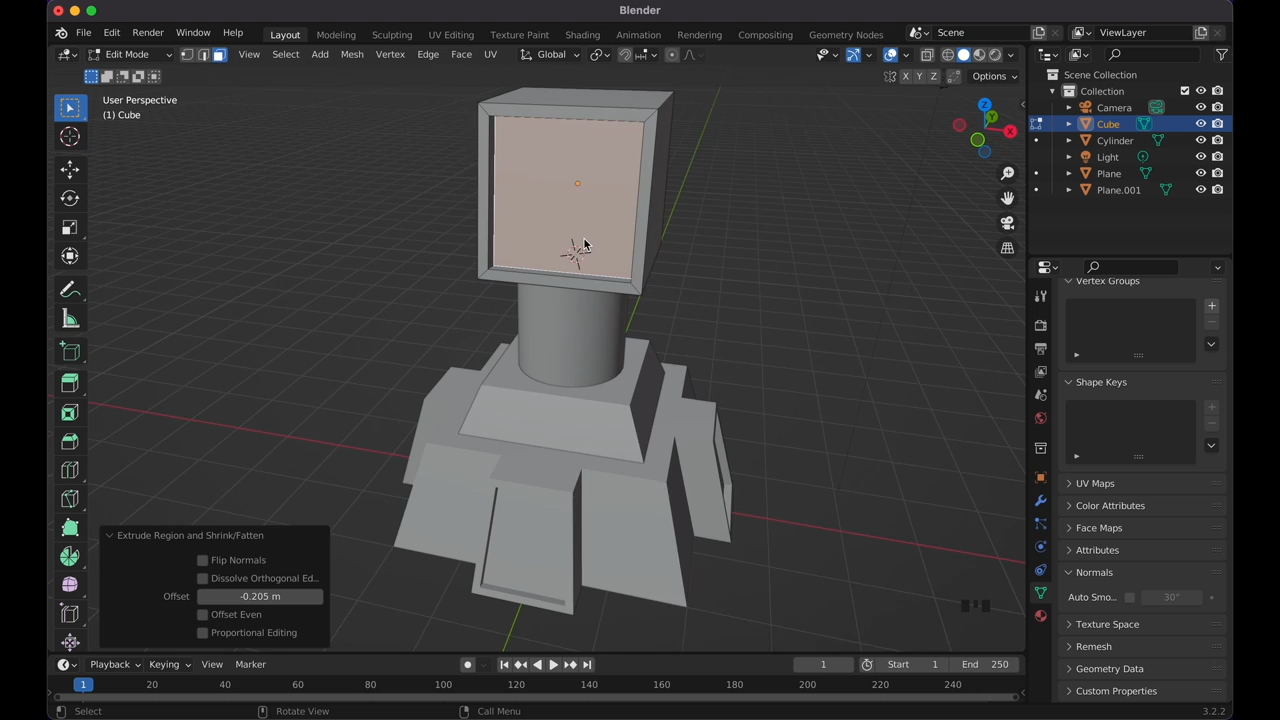 Blender
File Edit Render Window Help Layout Modeling Sculpting UV Editing Texture Paint Shading Animation Rendering Compositing Geometry Nodes Scene ViewLayer
Edit Mode View Select Add Mesh Vertex Edge Face UV Global
X Y Z Options
User Perspective
(1) Cube
Z
Y
X
Scene Collection
Collection
Camera
Cube
Cylinder
Light
Plane
Plane.001
Vertex Groups
Shape Keys
UV Maps
Color Attributes
Face Maps
Attributes
Normals
Auto Smo... 30°
Texture Space
Remesh
Geometry Data
Custom Properties
Extrude Region and Shrink/Fatten
Flip Normals
Dissolve Orthogonal Ed...
Offset -0.205 m
Offset Even
Proportional Editing
Playback Keying View Marker 1 Start 1 End 250
1 20 40 60 80 100 120 140 160 180 200 220 240
Select Rotate View Call Menu 3.2.2